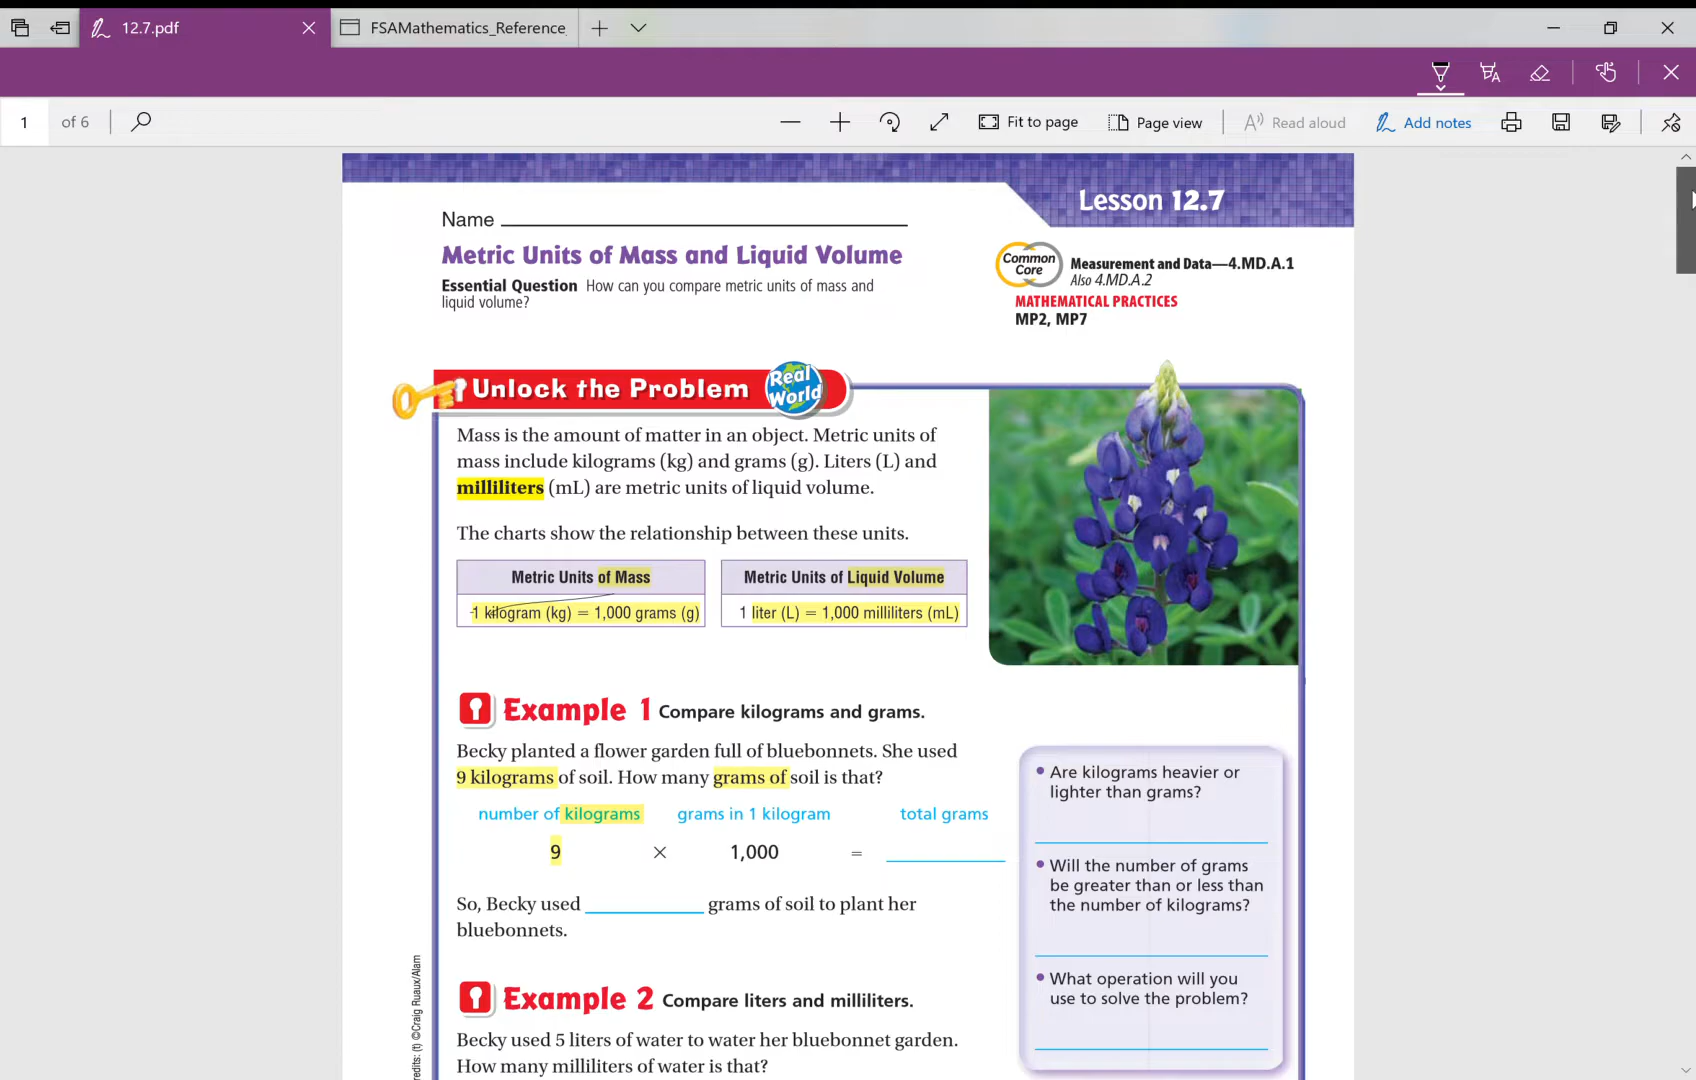 12.7.pdf
FSAMathematics_Reference
1 of 6
Fit to page
Page view
Read aloud
Add notes
Lesson 12.7
Name
Metric Units of Mass and Liquid Volume
Essential Question How can you compare metric units of mass and
liquid volume?
Common
Core
Measurement and Data—4.MD.A.1
Also 4.MD.A.2
MATHEMATICAL PRACTICES
MP2, MP7
Unlock the Problem
Real
World
Mass is the amount of matter in an object. Metric units of
mass include kilograms (kg) and grams (g). Liters (L) and
milliliters (mL) are metric units of liquid volume.
The charts show the relationship between these units.
Metric Units of Mass
1 kilogram (kg) = 1,000 grams (g)
Metric Units of Liquid Volume
1 liter (L) = 1,000 milliliters (mL)
Example 1 Compare kilograms and grams.
Becky planted a flower garden full of bluebonnets. She used
9 kilograms of soil. How many grams of soil is that?
number of kilograms grams in 1 kilogram total grams
9 × 1,000 =
So, Becky used grams of soil to plant her
bluebonnets.
• Are kilograms heavier or
lighter than grams?
• Will the number of grams
be greater than or less than
the number of kilograms?
• What operation will you
use to solve the problem?
Example 2 Compare liters and milliliters.
Becky used 5 liters of water to water her bluebonnet garden.
How many milliliters of water is that?
redits: (t) ©Craig Ruaux/Alam